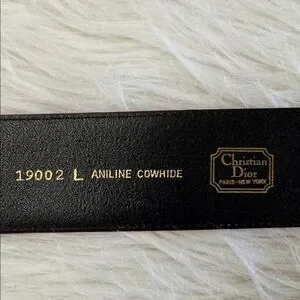 19002 L ANILINE COWHIDE
Christian
Dior
PARIS-NEW YORK